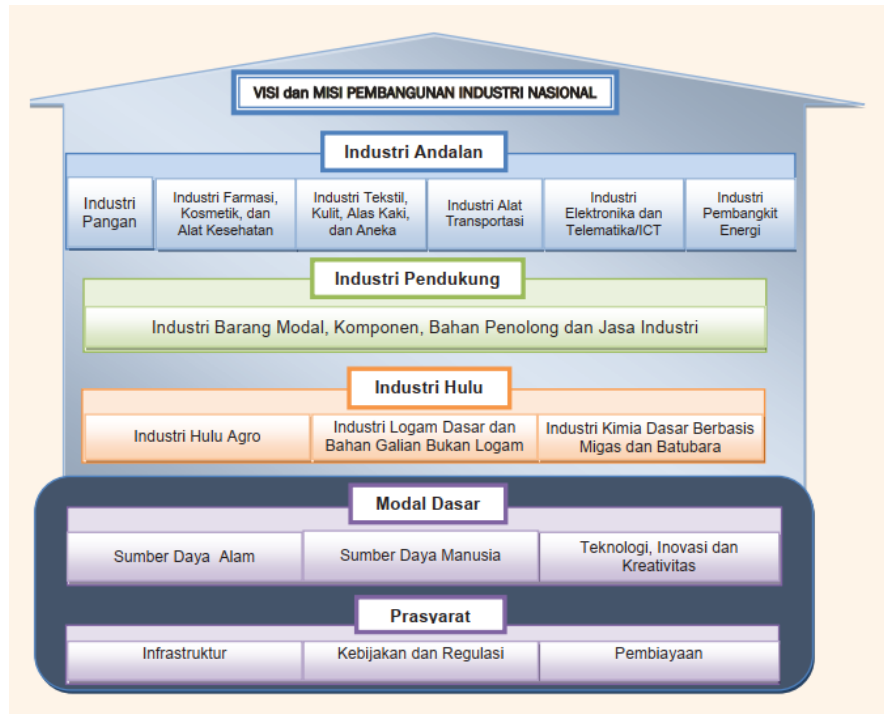 VISI dan MISI PEMBANGUNAN INDUSTRI NASIONAL
Industri Andalan
Industri
Pangan
Industri Farmasi,
Kosmetik, dan
Alat Kesehatan
Industri Tekstil,
Kulit, Alas Kaki,
dan Aneka
Industri Alat
Transportasi
Industri
Elektronika dan
Telematika/ICT
Industri
Pembangkit
Energi
Industri Pendukung
Industri Barang Modal, Komponen, Bahan Penolong dan Jasa Industri
Industri Hulu
Industri Hulu Agro
Industri Logam Dasar dan
Bahan Galian Bukan Logam
Industri Kimia Dasar Berbasis
Migas dan Batubara
Modal Dasar
Sumber Daya Alam
Sumber Daya Manusia
Teknologi, Inovasi dan
Kreativitas
Prasyarat
Infrastruktur
Kebijakan dan Regulasi
Pembiayaan